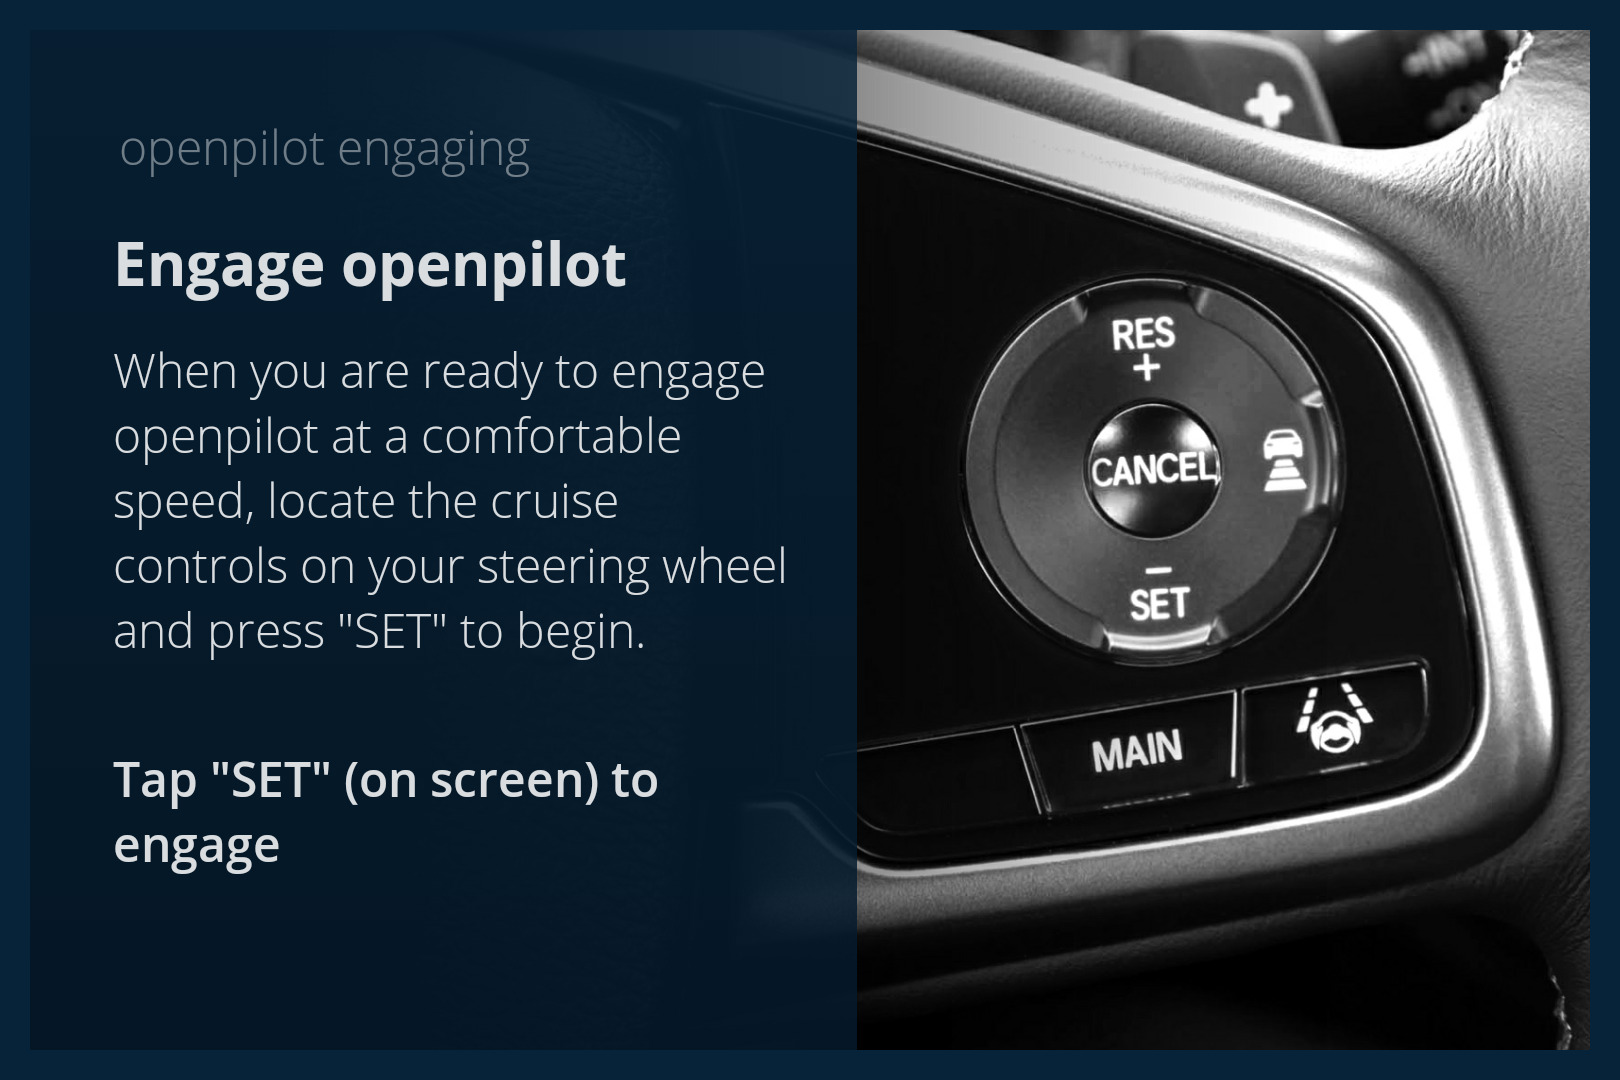 openpilot engaging
Engage openpilot
When you are ready to engage
openpilot at a comfortable
speed, locate the cruise
controls on your steering wheel
and press "SET" to begin.
Tap "SET" (on screen) to
engage
RES
+
CANCEL
−
SET
MAIN